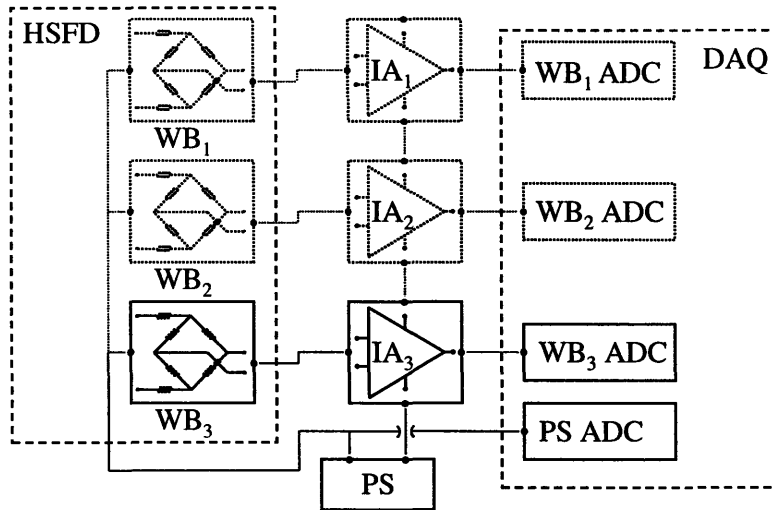 HSFD
DAQ
IA₁
WB₁ ADC
WB₁
IA₂
WB₂ ADC
WB₂
IA₃
WB₃ ADC
WB₃
PS ADC
PS